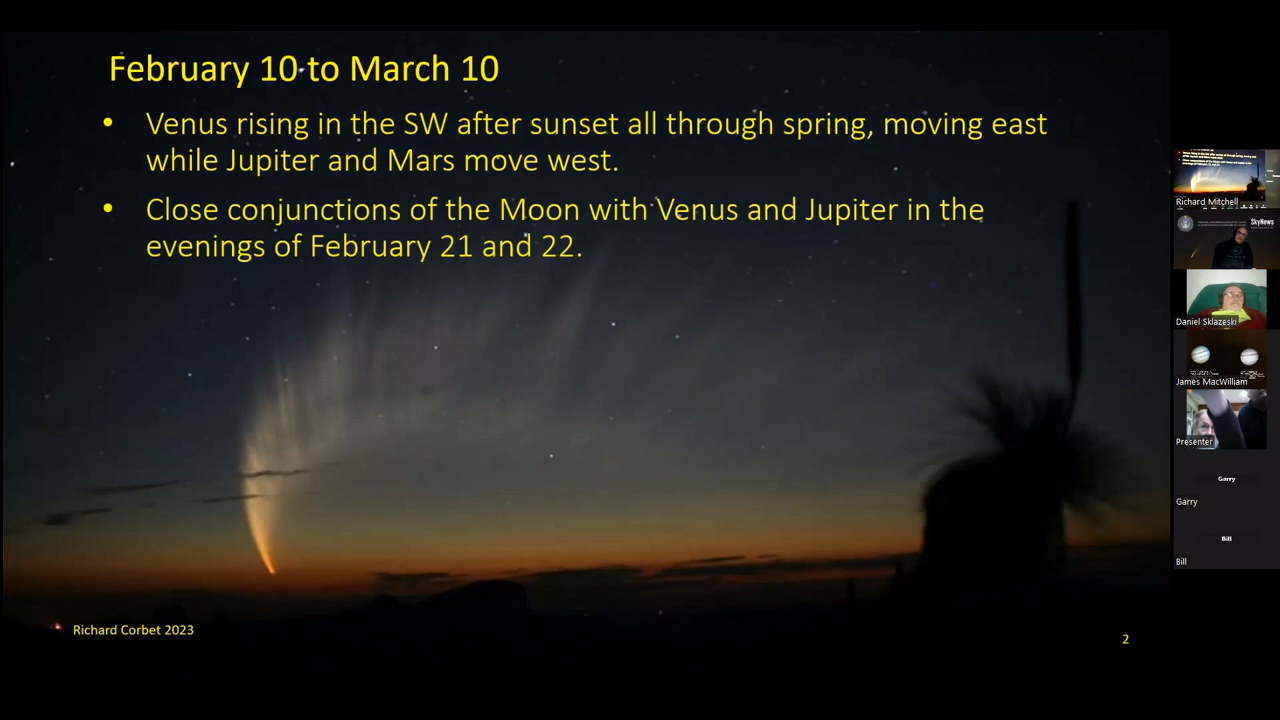 February 10 to March 10
• Venus rising in the SW after sunset all through spring, moving east
while Jupiter and Mars move west.
• Close conjunctions of the Moon with Venus and Jupiter in the
evenings of February 21 and 22.
Richard Corbet 2023
2
Richard Mitchell
SkyNews
Daniel Sklazeski
James MacWilliam
Presenter
Garry
Garry
Bill
Bill